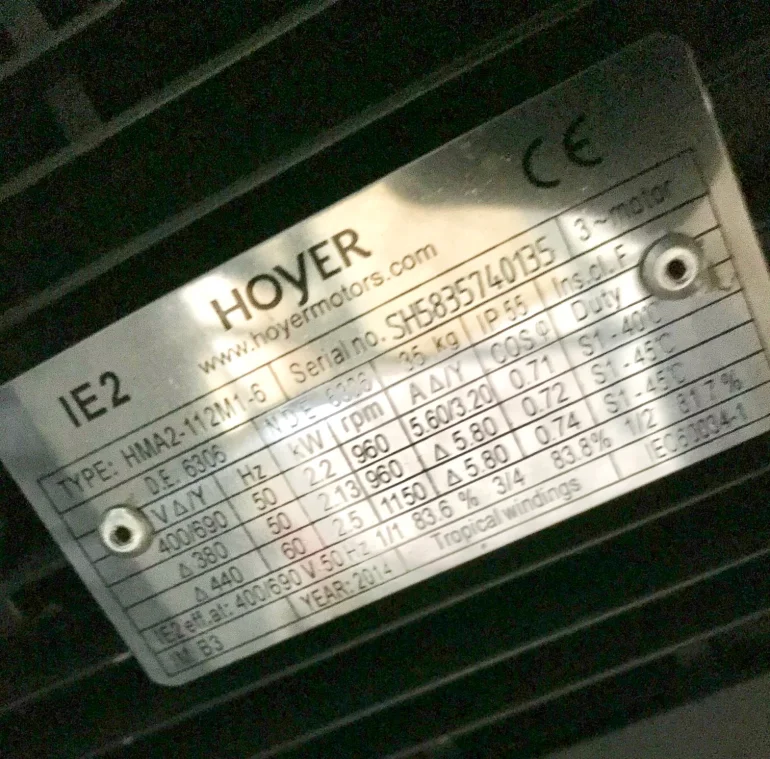 CE
HOYER
www.hoyermotors.com
IE2
TYPE: HMA2-112M1-6 Serial no. SH5835740135 3~motor
D.E. 6306 N.D.E. 6306 35 kg IP 55 Ins.cl. F
V Δ/Y Hz kW rpm A Δ/Y COS φ Duty
400/690 50 2.2 960 5.60/3.20 0.71 S1 - 40°C
Δ 380 50 2.13 960 Δ 5.80 0.72 S1 - 45°C
Δ 440 60 2.5 1150 Δ 5.80 0.74 S1 - 45°C
IE2 eff.at: 400/690 V.50 Hz 1/1 83.6 % 3/4 83.8% 1/2 81.7 %
IM B3 YEAR: 2014 Tropical windings IEC 60034-1